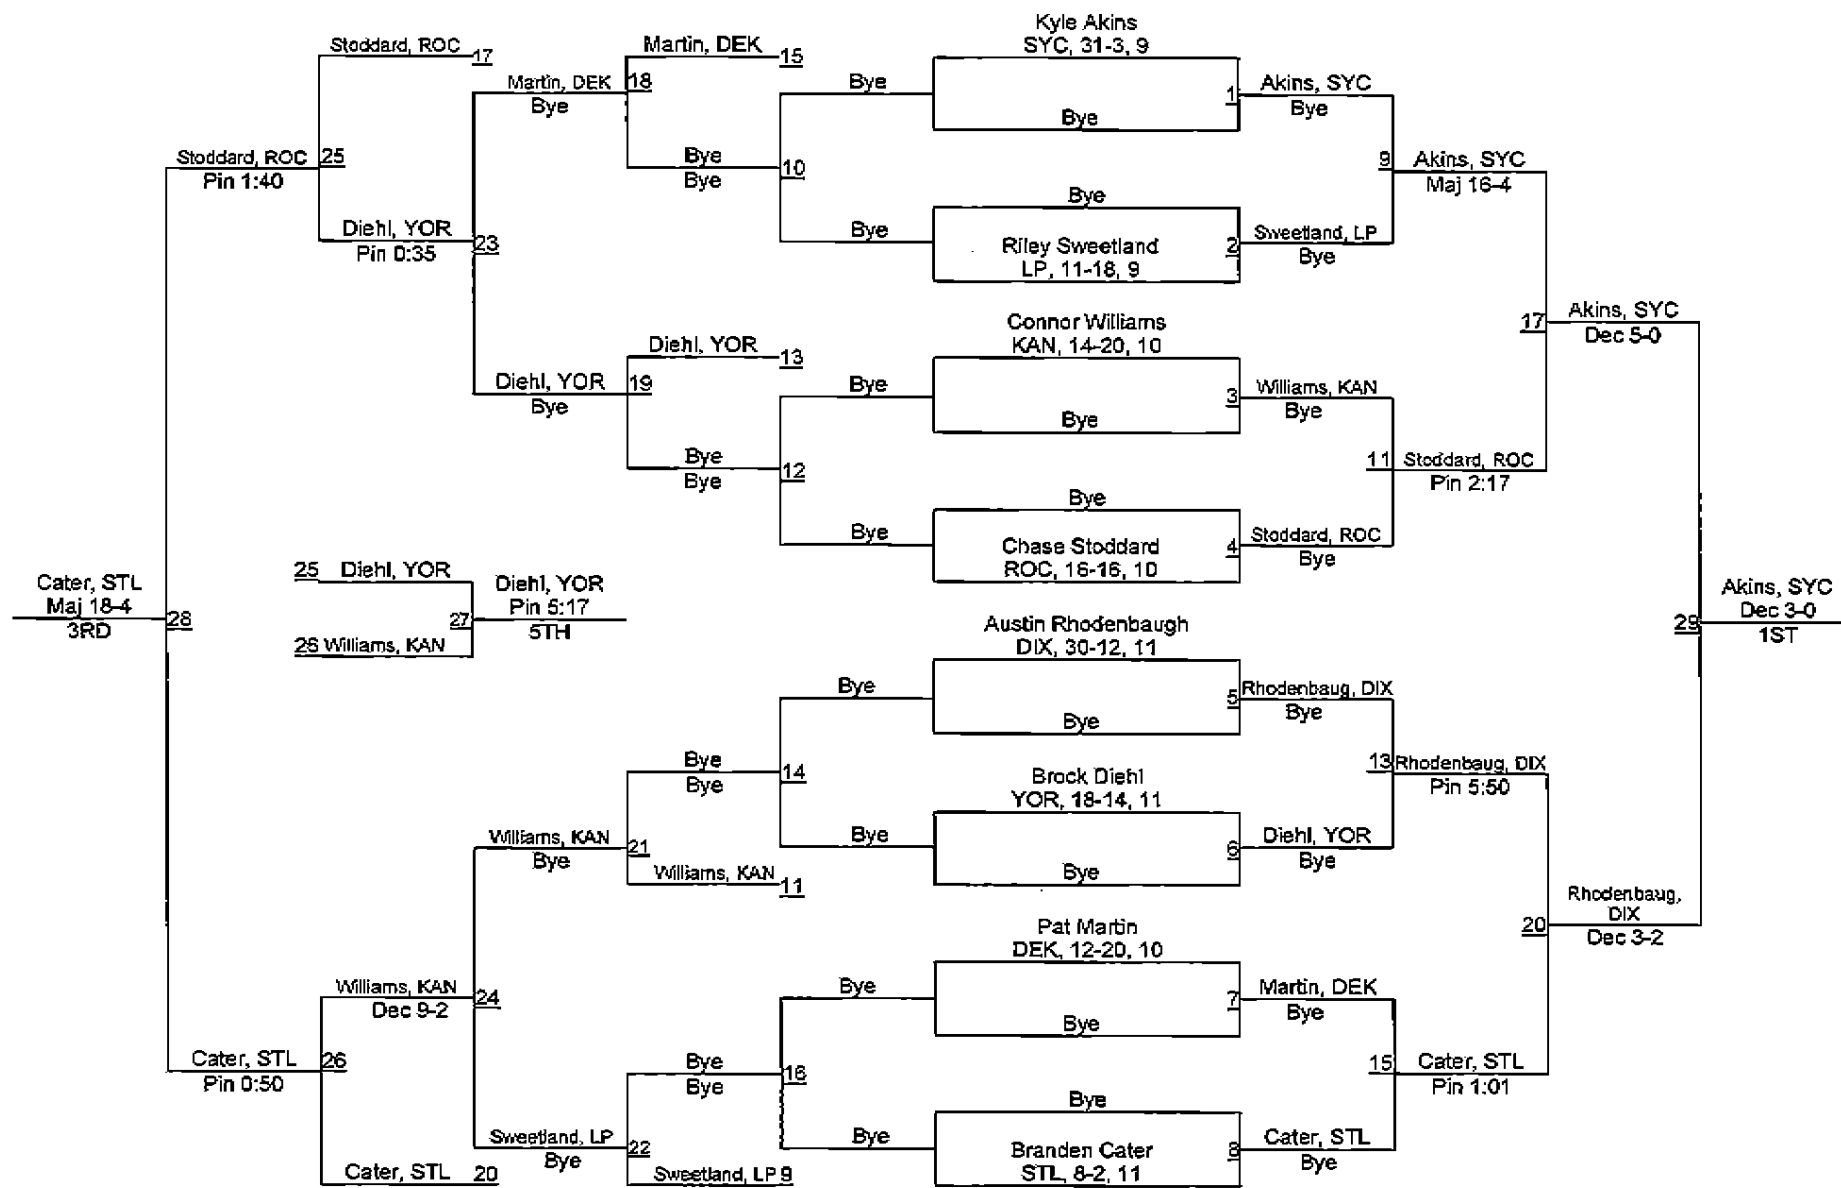 Kyle Akins
SYC, 31-3, 9
Stoddard, ROC
17
Martin, DEK
15
Martin, DEK
18
Bye
Bye
1
Akins, SYC
Bye
Bye
Stoddard, ROC
25
Pin 1:40
Bye
10
Bye
9
Akins, SYC
Maj 16-4
Diehl, YOR
23
Pin 0:35
Bye
Bye
Riley Sweetland
LP, 11-18, 9
2
Sweetland, LP
Bye
Connor Williams
KAN, 14-20, 10
17
Akins, SYC
Dec 5-0
Diehl, YOR
13
Diehl, YOR
19
Bye
Bye
3
Williams, KAN
Bye
Bye
Bye
12
Bye
11
Stoddard, ROC
Pin 2:17
Bye
Bye
Chase Stoddard
ROC, 16-16, 10
4
Stoddard, ROC
Bye
Cater, STL
Maj 18-4
3RD
28
25
Diehl, YOR
27
Diehl, YOR
Pin 5:17
5TH
26
Williams, KAN
29
Akins, SYC
Dec 3-0
1ST
Austin Rhodenbaugh
DIX, 30-12, 11
Bye
5
Rhodenbaug, DIX
Bye
Bye
Bye
14
Bye
13
Rhodenbaug, DIX
Pin 5:50
Brock Diehl
YOR, 18-14, 11
Williams, KAN
21
Bye
Bye
6
Diehl, YOR
Bye
Bye
Williams, KAN
11
20
Rhodenbaug,
DIX
Dec 3-2
Pat Martin
DEK, 12-20, 10
Williams, KAN
24
Dec 9-2
Bye
7
Martin, DEK
Bye
Bye
Cater, STL
26
Pin 0:50
Bye
16
Bye
15
Cater, STL
Pin 1:01
Bye
Sweetland, LP
22
Bye
Bye
Branden Cater
STL, 8-2, 11
8
Cater, STL
Bye
Cater, STL
20
Sweetland, LP
9